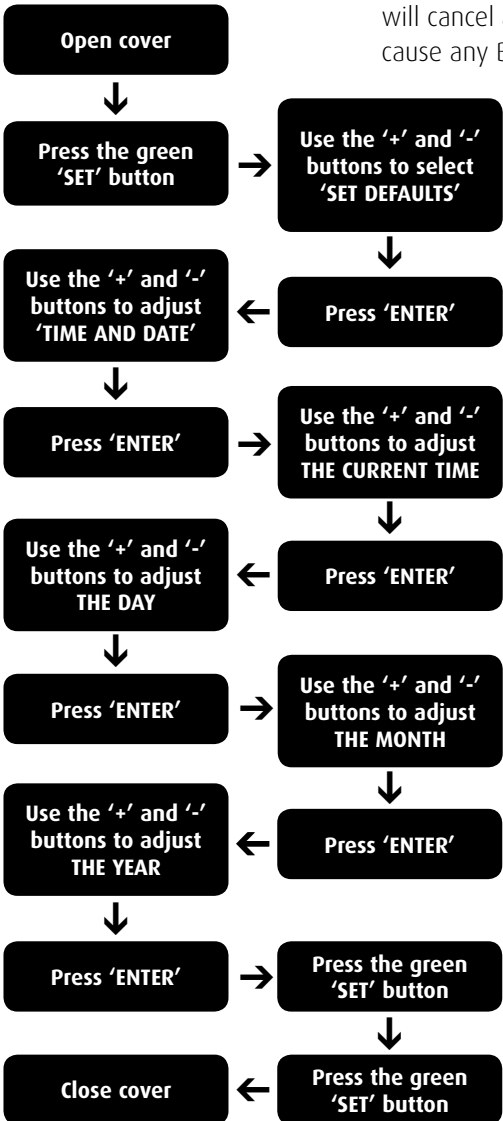 will cancel
cause any
Open cover
Press the green
‘SET’ button
Use the ‘+’ and ‘-’
buttons to select
‘SET DEFAULTS’
Press ‘ENTER’
Use the ‘+’ and ‘-’
buttons to adjust
‘TIME AND DATE’
Press ‘ENTER’
Use the ‘+’ and ‘-’
buttons to adjust
THE CURRENT TIME
Press ‘ENTER’
Use the ‘+’ and ‘-’
buttons to adjust
THE DAY
Press ‘ENTER’
Use the ‘+’ and ‘-’
buttons to adjust
THE MONTH
Press ‘ENTER’
Use the ‘+’ and ‘-’
buttons to adjust
THE YEAR
Press ‘ENTER’
Press the green
‘SET’ button
Press the green
‘SET’ button
Close cover